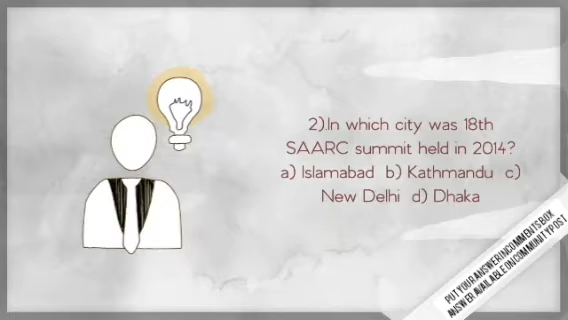 2).In which city was 18th
SAARC summit held in 2014?
a) Islamabad b) Kathmandu c)
New Delhi d) Dhaka
PUT YOUR ANSWER IN COMMENTS BOX
ANSWER AVAILABLE ON COMMUNITY POST